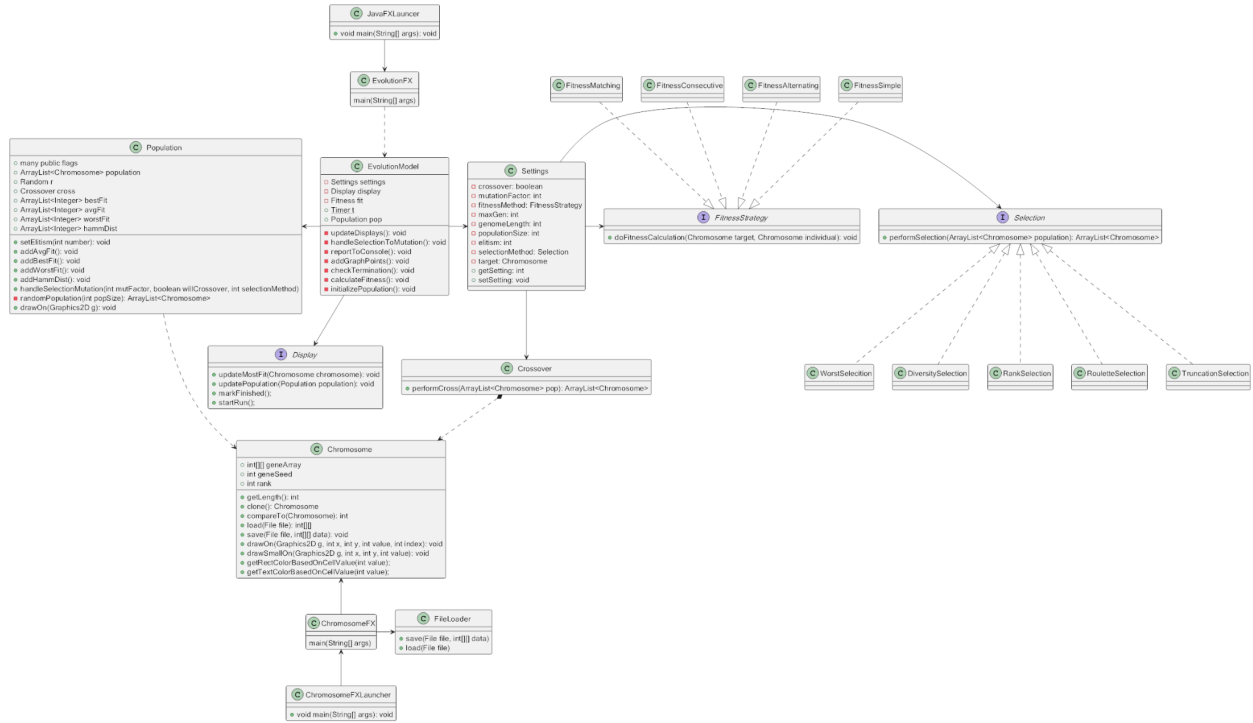 C JavaFXLauncer
void main(String[] args): void
C EvolutionFX
main(String[] args)
C FitnessMatching
C FitnessConsecutive
C FitnessAlternating
C FitnessSimple
C Population
many public flags
ArrayList<Chromosome> population
Random r
Crossover cross
ArrayList<Integer> bestFit
ArrayList<Integer> avgFit
ArrayList<Integer> worstFit
ArrayList<Integer> hammDist
setElitism(int number): void
addAvgFit(): void
addBestFit(): void
addWorstFit(): void
addHammDist(): void
handleSelectionMutation(int mutFactor, boolean willCrossover, int selectionMethod)
randomPopulation(int popSize): ArrayList<Chromosome>
drawOn(Graphics2D g): void
C EvolutionModel
Settings settings
Display display
Fitness fit
Timer t
Population pop
updateDisplays(): void
handleSelectionToMutation(): void
reportToConsole(): void
addGraphPoints(): void
checkTermination(): void
calculateFitness(): void
initializePopulation(): void
C Settings
crossover: boolean
mutationFactor: int
fitnessMethod: FitnessStrategy
maxGen: int
genomeLength: int
populationSize: int
elitism: int
selectionMethod: Selection
target: Chromosome
getSetting: int
setSetting: void
I FitnessStrategy
doFitnessCalculation(Chromosome target, Chromosome individual): void
I Selection
performSelection(ArrayList<Chromosome> population): ArrayList<Chromosome>
I Display
updateMostFit(Chromosome chromosome): void
updatePopulation(Population population): void
markFinished();
startRun();
C Crossover
performCross(ArrayList<Chromosome> pop): ArrayList<Chromosome>
C WorstSelecition
C DiversitySelection
C RankSelection
C RouletteSelection
C TruncationSelection
C Chromosome
int[][] geneArray
int geneSeed
int rank
getLength(): int
clone(): Chromosome
compareTo(Chromosome): int
load(File file): int[][]
save(File file, int[][] data): void
drawOn(Graphics2D g, int x, int y, int value, int index): void
drawSmallOn(Graphics2D g, int x, int y, int value): void
getRectColorBasedOnCellValue(int value);
getTextColorBasedOnCellValue(int value);
C ChromosomeFX
main(String[] args)
C FileLoader
save(File file, int[][] data)
load(File file)
C ChromosomeFXLauncher
void main(String[] args): void